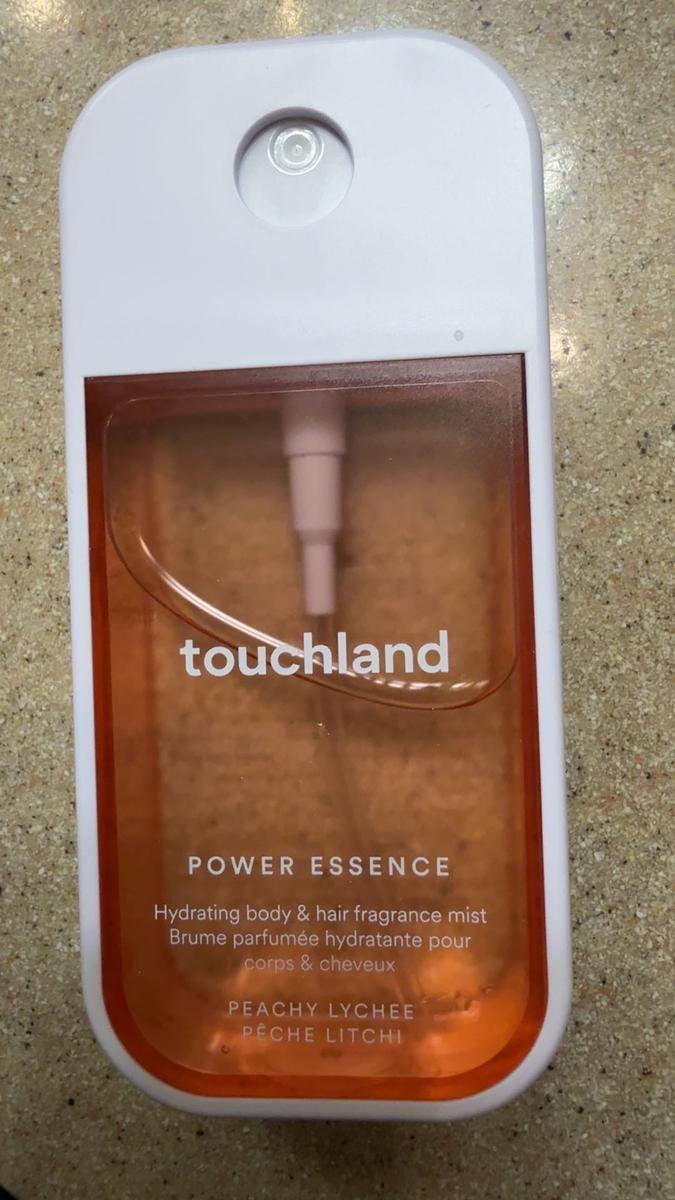 touchland
POWER ESSENCE
Hydrating body & hair fragrance mist
Brume parfumée hydratante pour
corps & cheveux
PEACHY LYCHEE
PÊCHE LITCHI